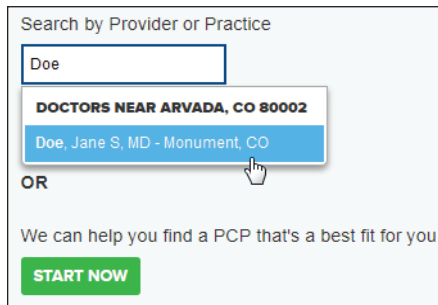 Search by Provider or Practice
Doe
DOCTORS NEAR ARVADA, CO 80002
Doe, Jane S, MD - Monument, CO
OR
We can help you find a PCP that's a best fit for you
START NOW